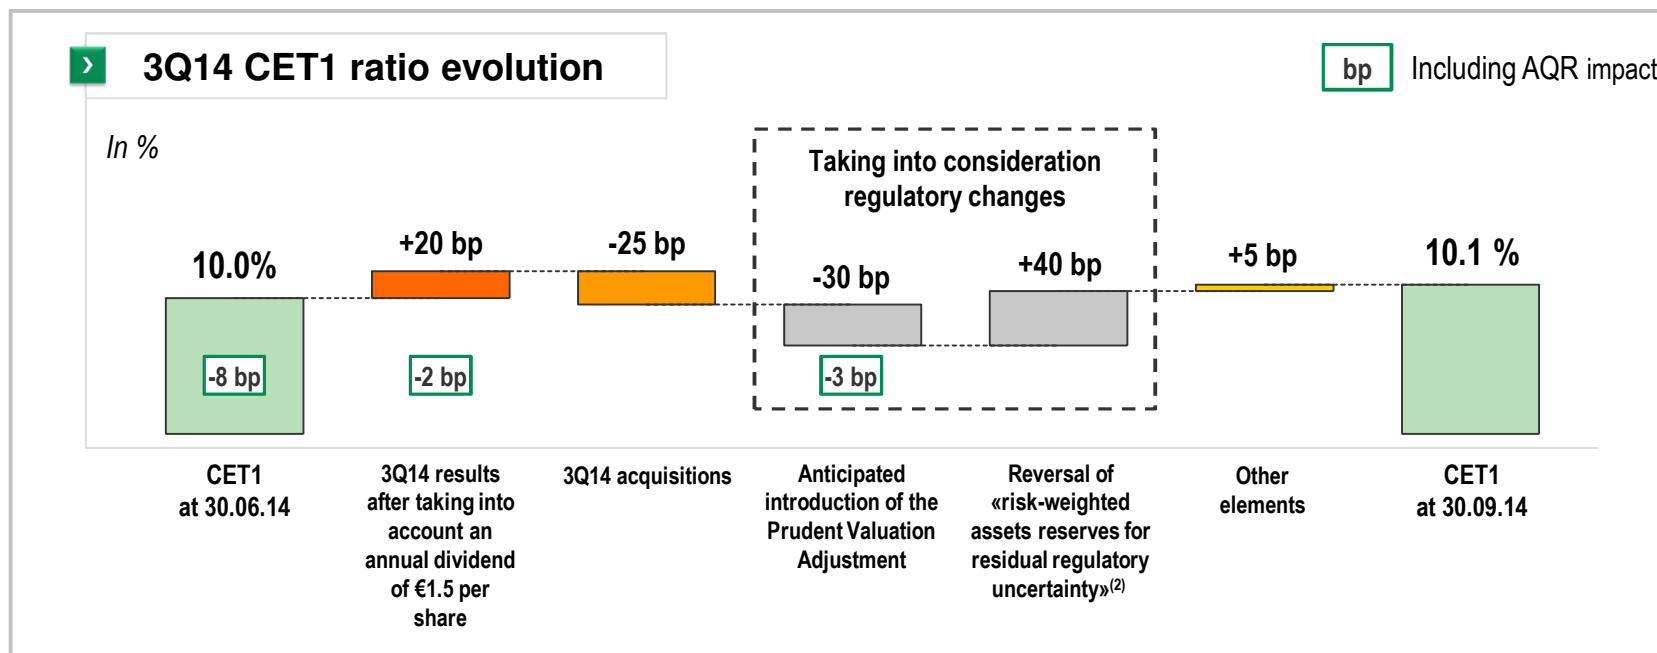 3Q14 CET1 ratio evolution
bp Including AQR impact
In %
Taking into consideration
regulatory changes
10.0%
+20 bp
-25 bp
-30 bp
+40 bp
+5 bp
10.1 %
-8 bp
-2 bp
-3 bp
CET1
at 30.06.14
3Q14 results
after taking into
account an
annual dividend
of €1.5 per
share
3Q14 acquisitions
Anticipated
introduction of the
Prudent Valuation
Adjustment
Reversal of
«risk-weighted
assets reserves for
residual regulatory
uncertainty»(2)
Other
elements
CET1
at 30.09.14